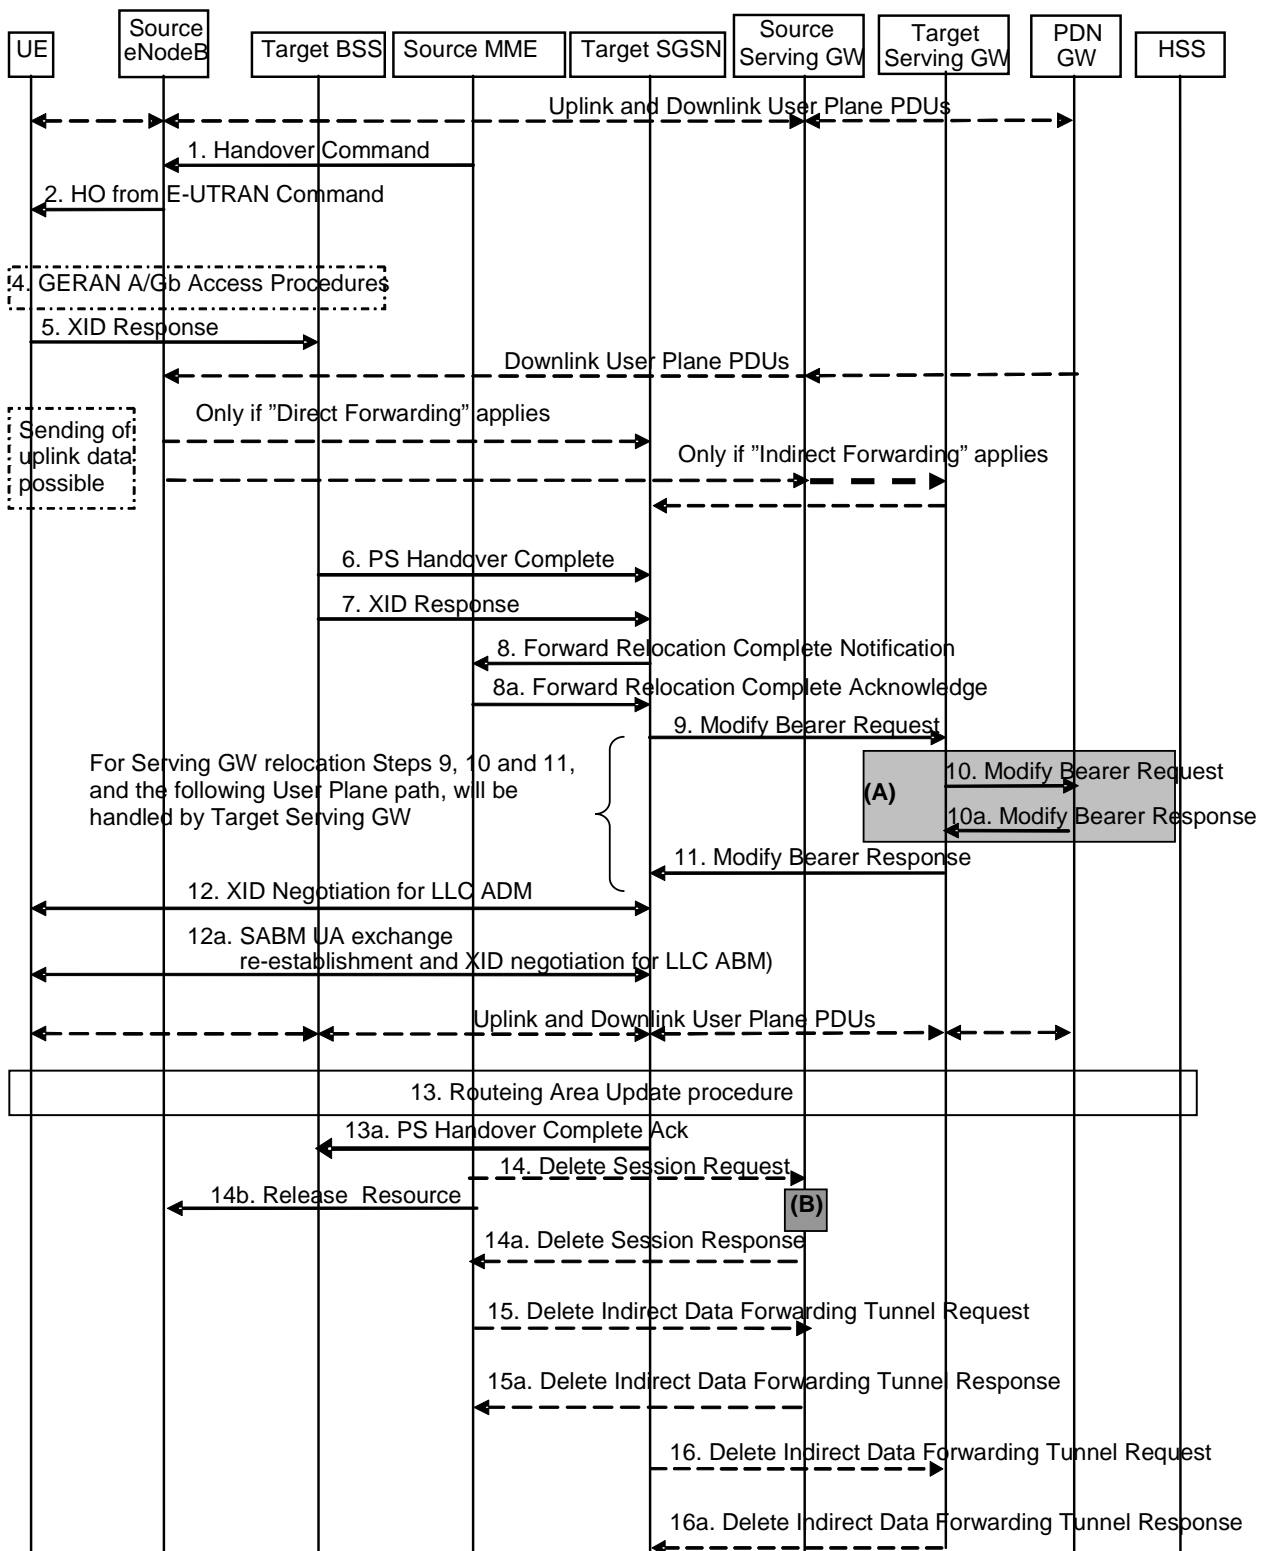 UE
Source
eNodeB
Target BSS
Source MME
Target SGSN
Source
Serving GW
Target
Serving GW
PDN
GW
HSS
Uplink and Downlink User Plane PDUs
1. Handover Command
2. HO from E-UTRAN Command
4. GERAN A/Gb Access Procedures
5. XID Response
Downlink User Plane PDUs
Only if ”Direct Forwarding” applies
Sending of
uplink data
possible
Only if ”Indirect Forwarding” applies
6. PS Handover Complete
7. XID Response
8. Forward Relocation Complete Notification
8a. Forward Relocation Complete Acknowledge
9. Modify Bearer Request
For Serving GW relocation Steps 9, 10 and 11,
and the following User Plane path, will be
handled by Target Serving GW
(A)
10. Modify Bearer Request
10a. Modify Bearer Response
11. Modify Bearer Response
12. XID Negotiation for LLC ADM
12a. SABM UA exchange
re-establishment and XID negotiation for LLC ABM)
Uplink and Downlink User Plane PDUs
13. Routeing Area Update procedure
13a. PS Handover Complete Ack
14. Delete Session Request
14b. Release Resource
(B)
14a. Delete Session Response
15. Delete Indirect Data Forwarding Tunnel Request
15a. Delete Indirect Data Forwarding Tunnel Response
16. Delete Indirect Data Forwarding Tunnel Request
16a. Delete Indirect Data Forwarding Tunnel Response